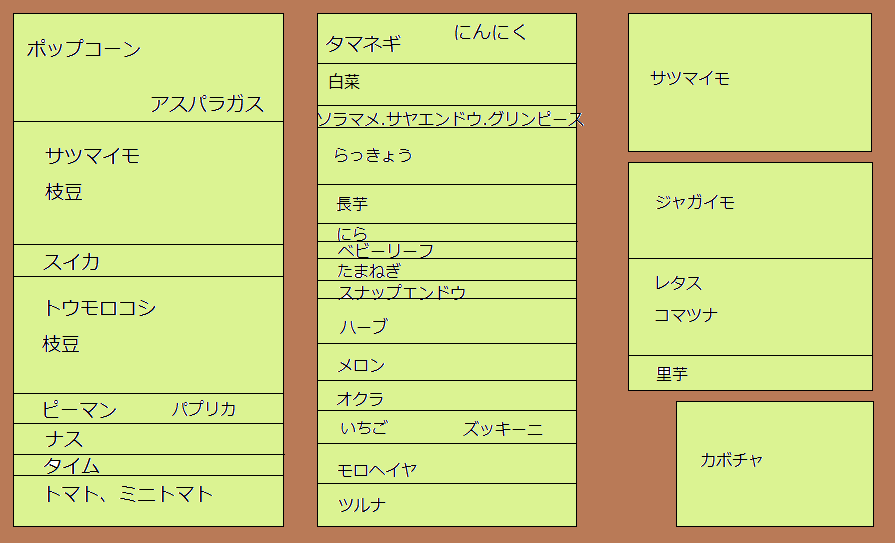 ポップコーン
アスパラガス
サツマイモ
枝豆
スイカ
トウモロコシ
枝豆
ピーマン パプリカ
ナス
タイム
トマト、ミニトマト
タマネギ にんにく
白菜
ソラマメ.サヤエンドウ.グリンピース
らっきょう
長芋
にら
ベビーリーフ
たまねぎ
スナップエンドウ
ハーブ
メロン
オクラ
いちご ズッキーニ
モロヘイヤ
ツルナ
サツマイモ
ジャガイモ
レタス
コマツナ
里芋
カボチャ